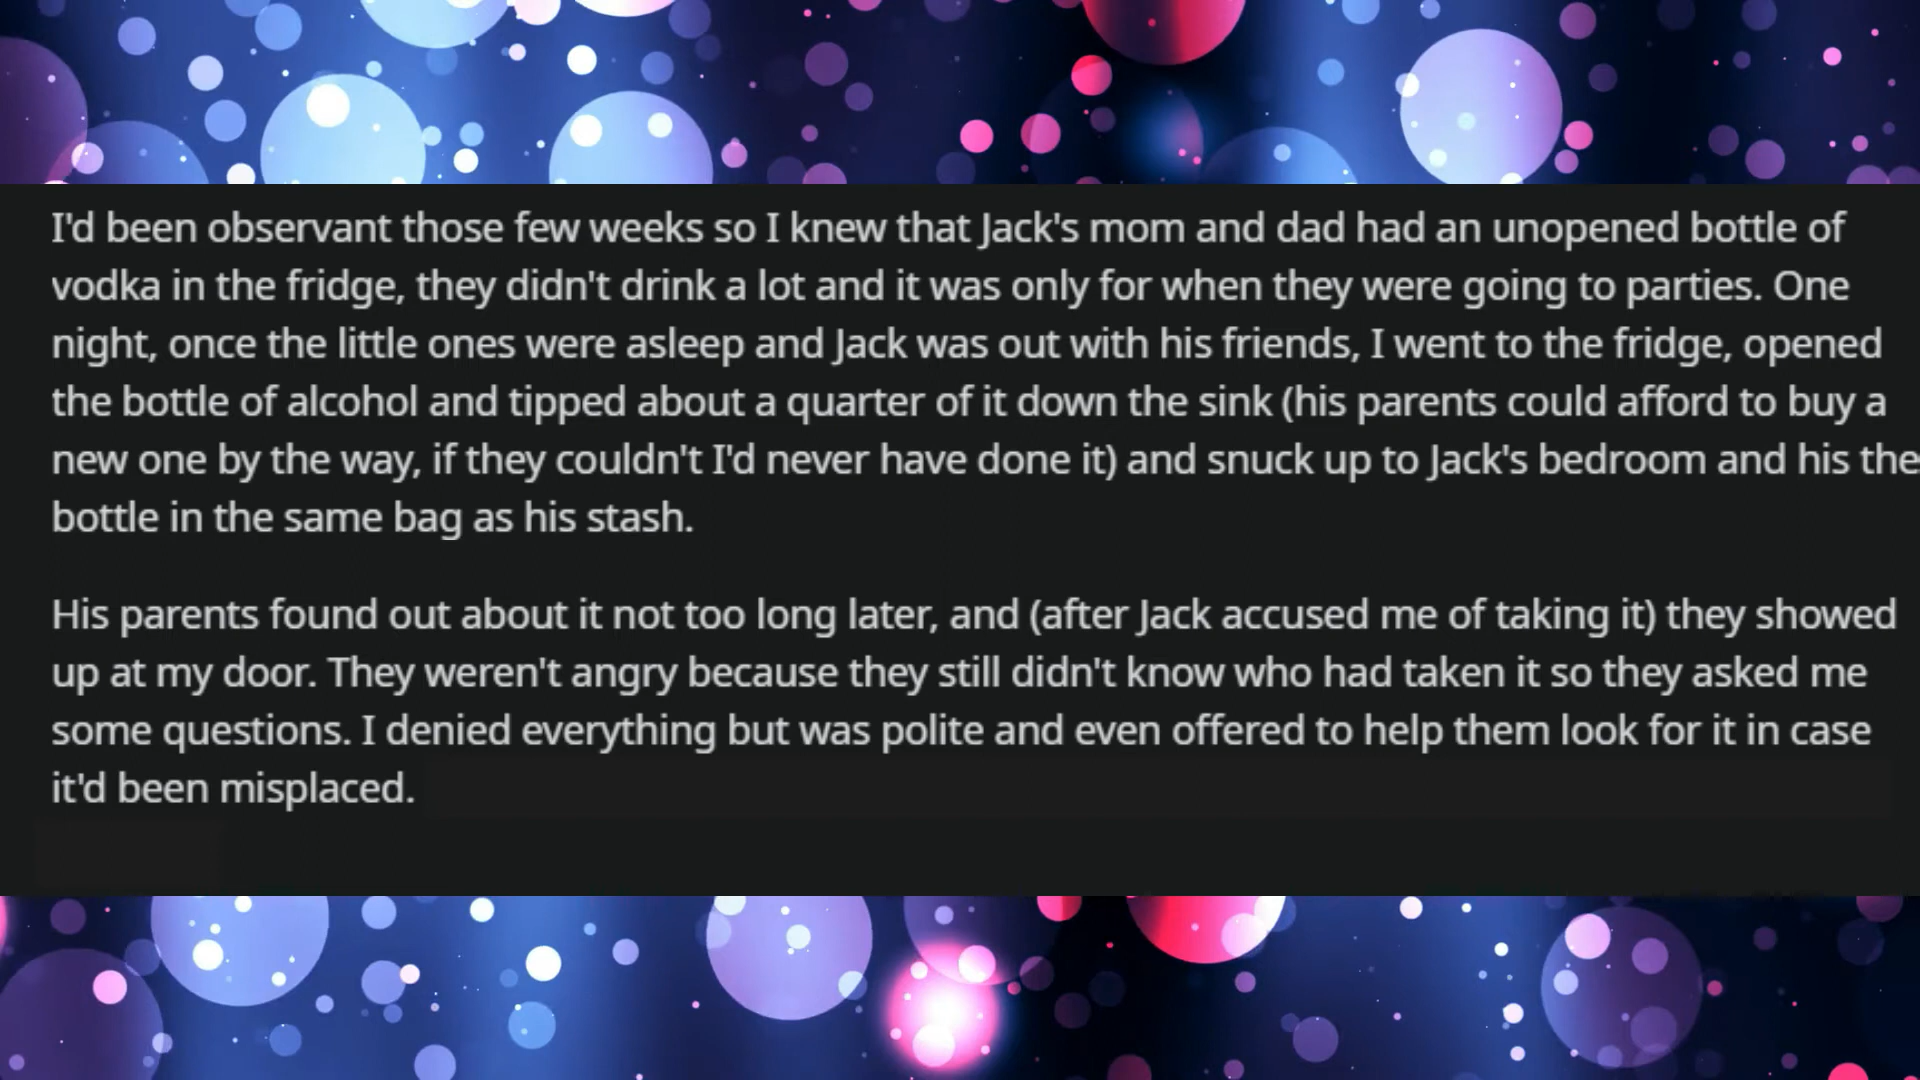 I'd been observant those few weeks so I knew that Jack's mom and dad had an unopened bottle of
vodka in the fridge, they didn't drink a lot and it was only for when they were going to parties. One
night, once the little ones were asleep and Jack was out with his friends, I went to the fridge, opened
the bottle of alcohol and tipped about a quarter of it down the sink (his parents could afford to buy a
new one by the way, if they couldn't I'd never have done it) and snuck up to Jack's bedroom and his the
bottle in the same bag as his stash.
His parents found out about it not too long later, and (after Jack accused me of taking it) they showed
up at my door. They weren't angry because they still didn't know who had taken it so they asked me
some questions. I denied everything but was polite and even offered to help them look for it in case
it'd been misplaced.